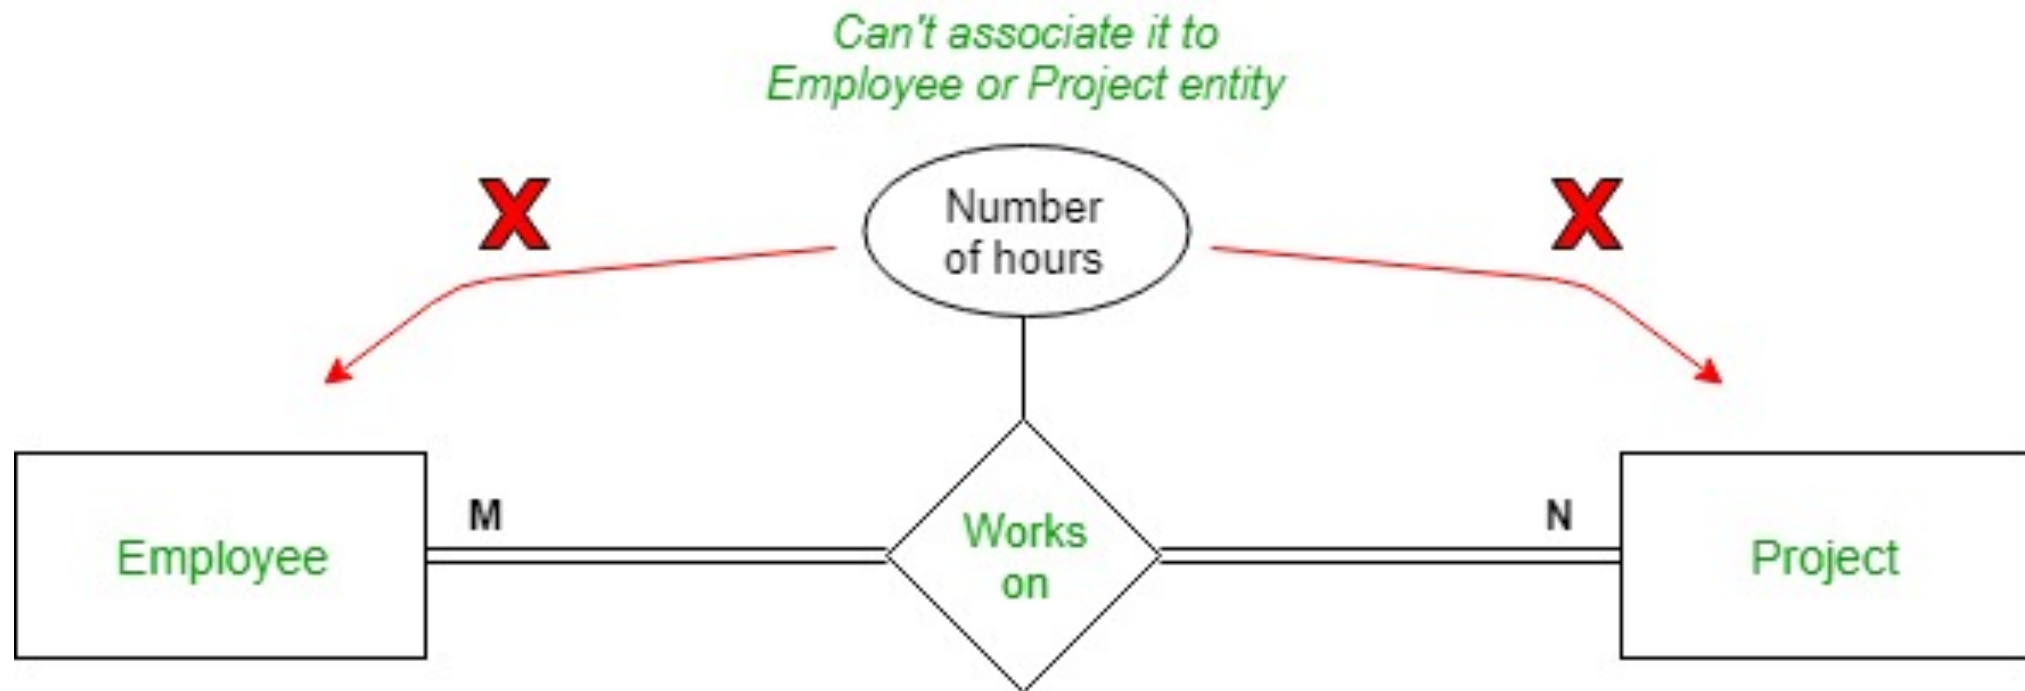 Can't associate it to
Employee or Project entity
X
X
Number
of hours
M
N
Employee
Works
on
Project